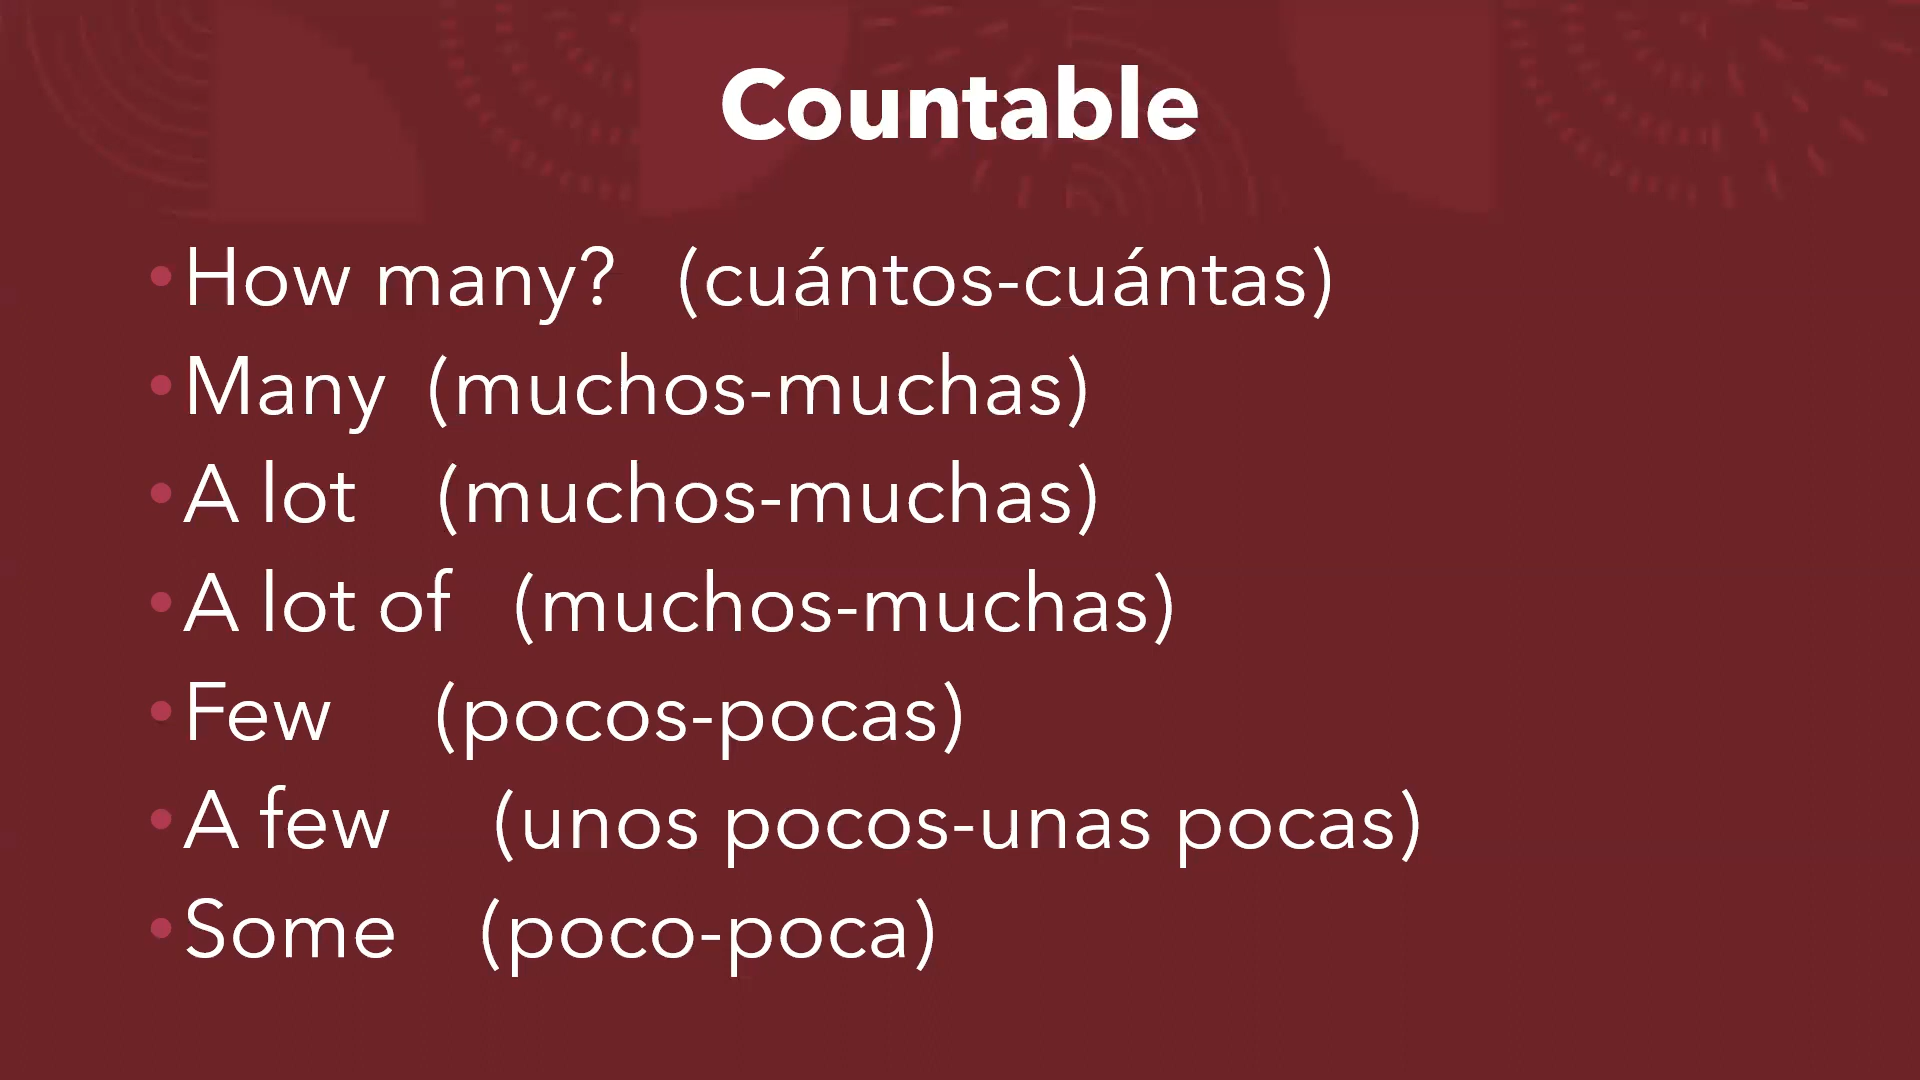 Countable
• How many? (cuántos-cuántas)
• Many (muchos-muchas)
• A lot (muchos-muchas)
• A lot of (muchos-muchas)
• Few (pocos-pocas)
• A few (unos pocos-unas pocas)
• Some (poco-poca)